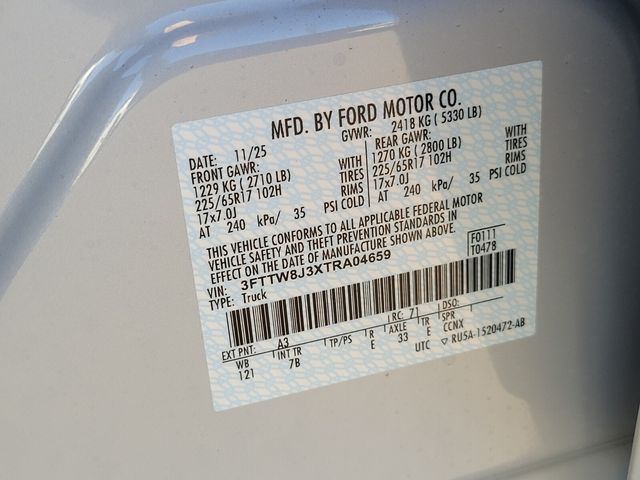 MFD. BY FORD MOTOR CO.
DATE: 11/25 GVWR: 2418 KG ( 5330 LB)
FRONT GAWR: REAR GAWR:
1229 KG ( 2710 LB) WITH 1270 KG ( 2800 LB) WITH
225/65R17 102H TIRES 225/65R17 102H TIRES
17x7.0J RIMS 17x7.0J RIMS
AT 240 kPa/ 35 PSI COLD AT 240 kPa/ 35 PSI COLD
THIS VEHICLE CONFORMS TO ALL APPLICABLE FEDERAL MOTOR
VEHICLE SAFETY AND THEFT PREVENTION STANDARDS IN
EFFECT ON THE DATE OF MANUFACTURE SHOWN ABOVE.
VIN: 3FTTW8J3XTRA04659 F0111
TYPE: Truck T0478
EXT PNT: A3 RC: 71 DSO:
WB INT TR TP/PS R AXLE TR SPR
121 7B E 33 E CCNX
UTC ▽ RU5A-1520472-AB